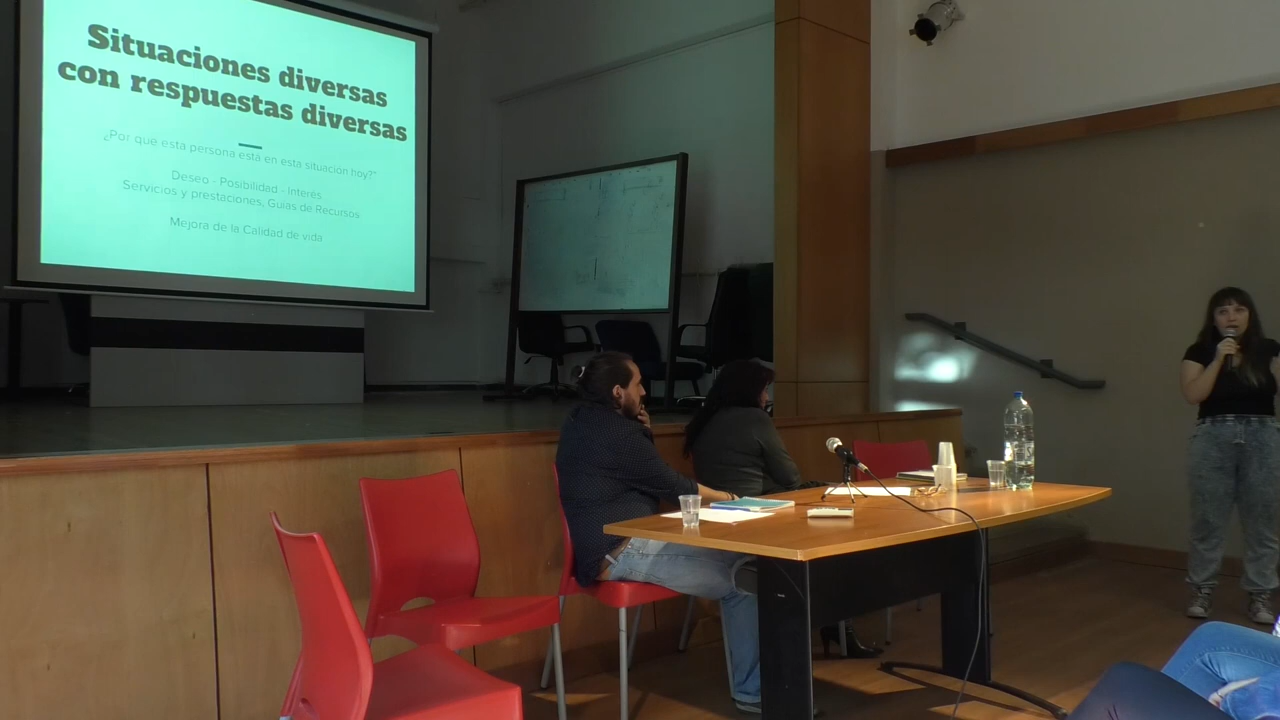 Situaciones diversas
con respuestas diversas
¿Por que esta persona está en esta situación hoy?"
Deseo - Posibilidad - Interés
Servicios y prestaciones, Guías de Recursos
Mejora de la Calidad de vida